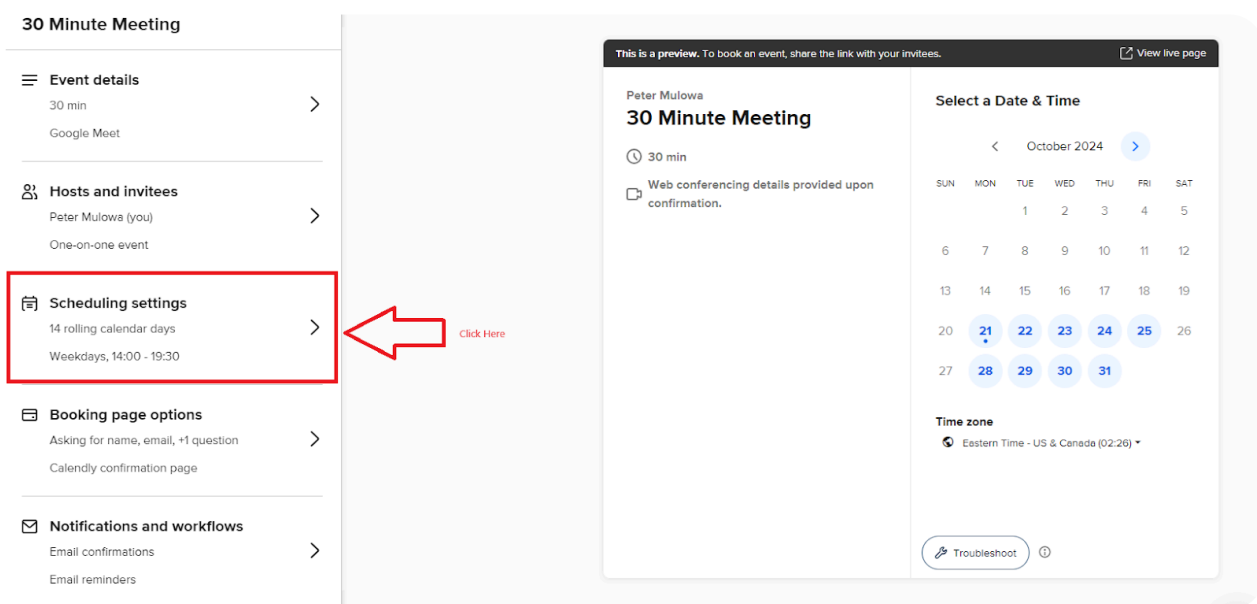 30 Minute Meeting
Event details
30 min
Google Meet
Hosts and invitees
Peter Mulowa (you)
One-on-one event
Scheduling settings
14 rolling calendar days
Weekdays, 14:00 - 19:30
Click Here
Booking page options
Asking for name, email, +1 question
Calendly confirmation page
Notifications and workflows
Email confirmations
Email reminders
This is a preview. To book an event, share the link with your invitees.
View live page
Peter Mulowa
30 Minute Meeting
30 min
Web conferencing details provided upon
confirmation.
Select a Date & Time
October 2024
SUN MON TUE WED THU FRI SAT
1 2 3 4 5
6 7 8 9 10 11 12
13 14 15 16 17 18 19
20 21 22 23 24 25 26
27 28 29 30 31
Time zone
Eastern Time - US & Canada (02:26)
Troubleshoot